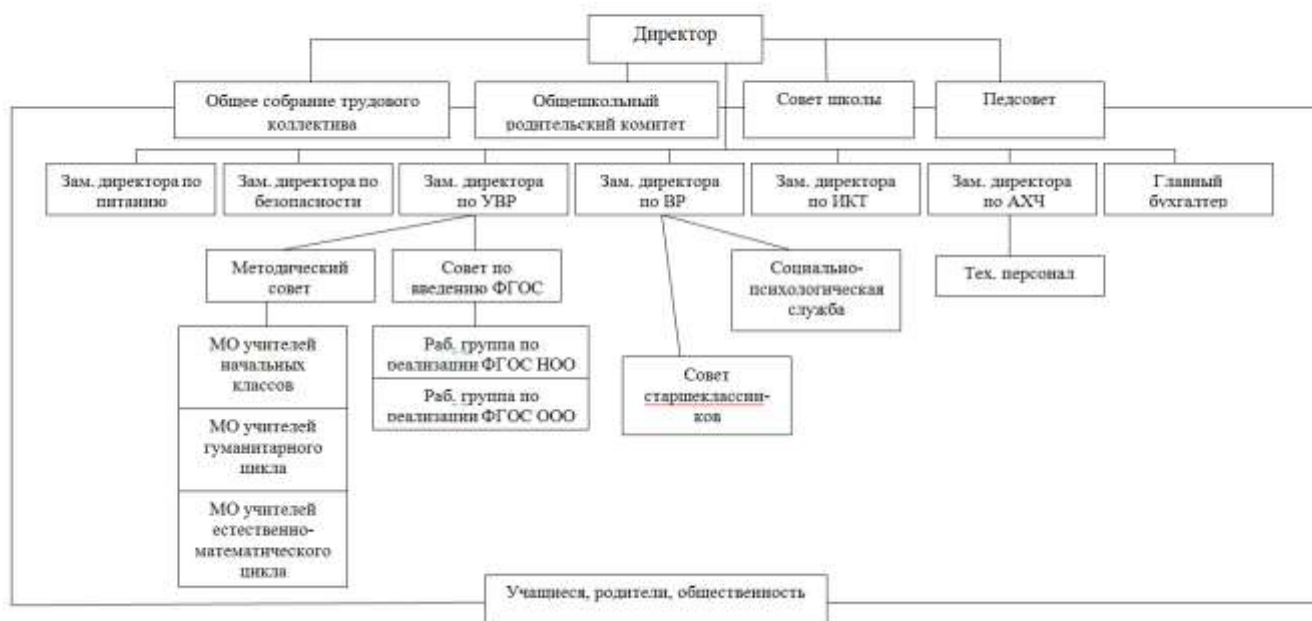 Директор
Общее собрание трудового
коллектива
Общешкольный
родительский комитет
Совет школы
Педсовет
Зам. директора по
питанию
Зам. директора по
безопасности
Зам. директора
по УВР
Зам. директора
по ВР
Зам. директора
по ИКТ
Зам. директора
по АХЧ
Главный
бухгалтер
Методический
совет
Совет по
введению ФГОС
Социально-
психологическая
служба
Тех. персонал
МО учителей
начальных
классов
Раб. группа по
реализации ФГОС НОО
Раб. группа по
реализации ФГОС ООО
Совет
старшеклассни-
ков
МО учителей
гуманитарного
цикла
МО учителей
естественно-
математического
цикла
Учащиеся, родители, общественность